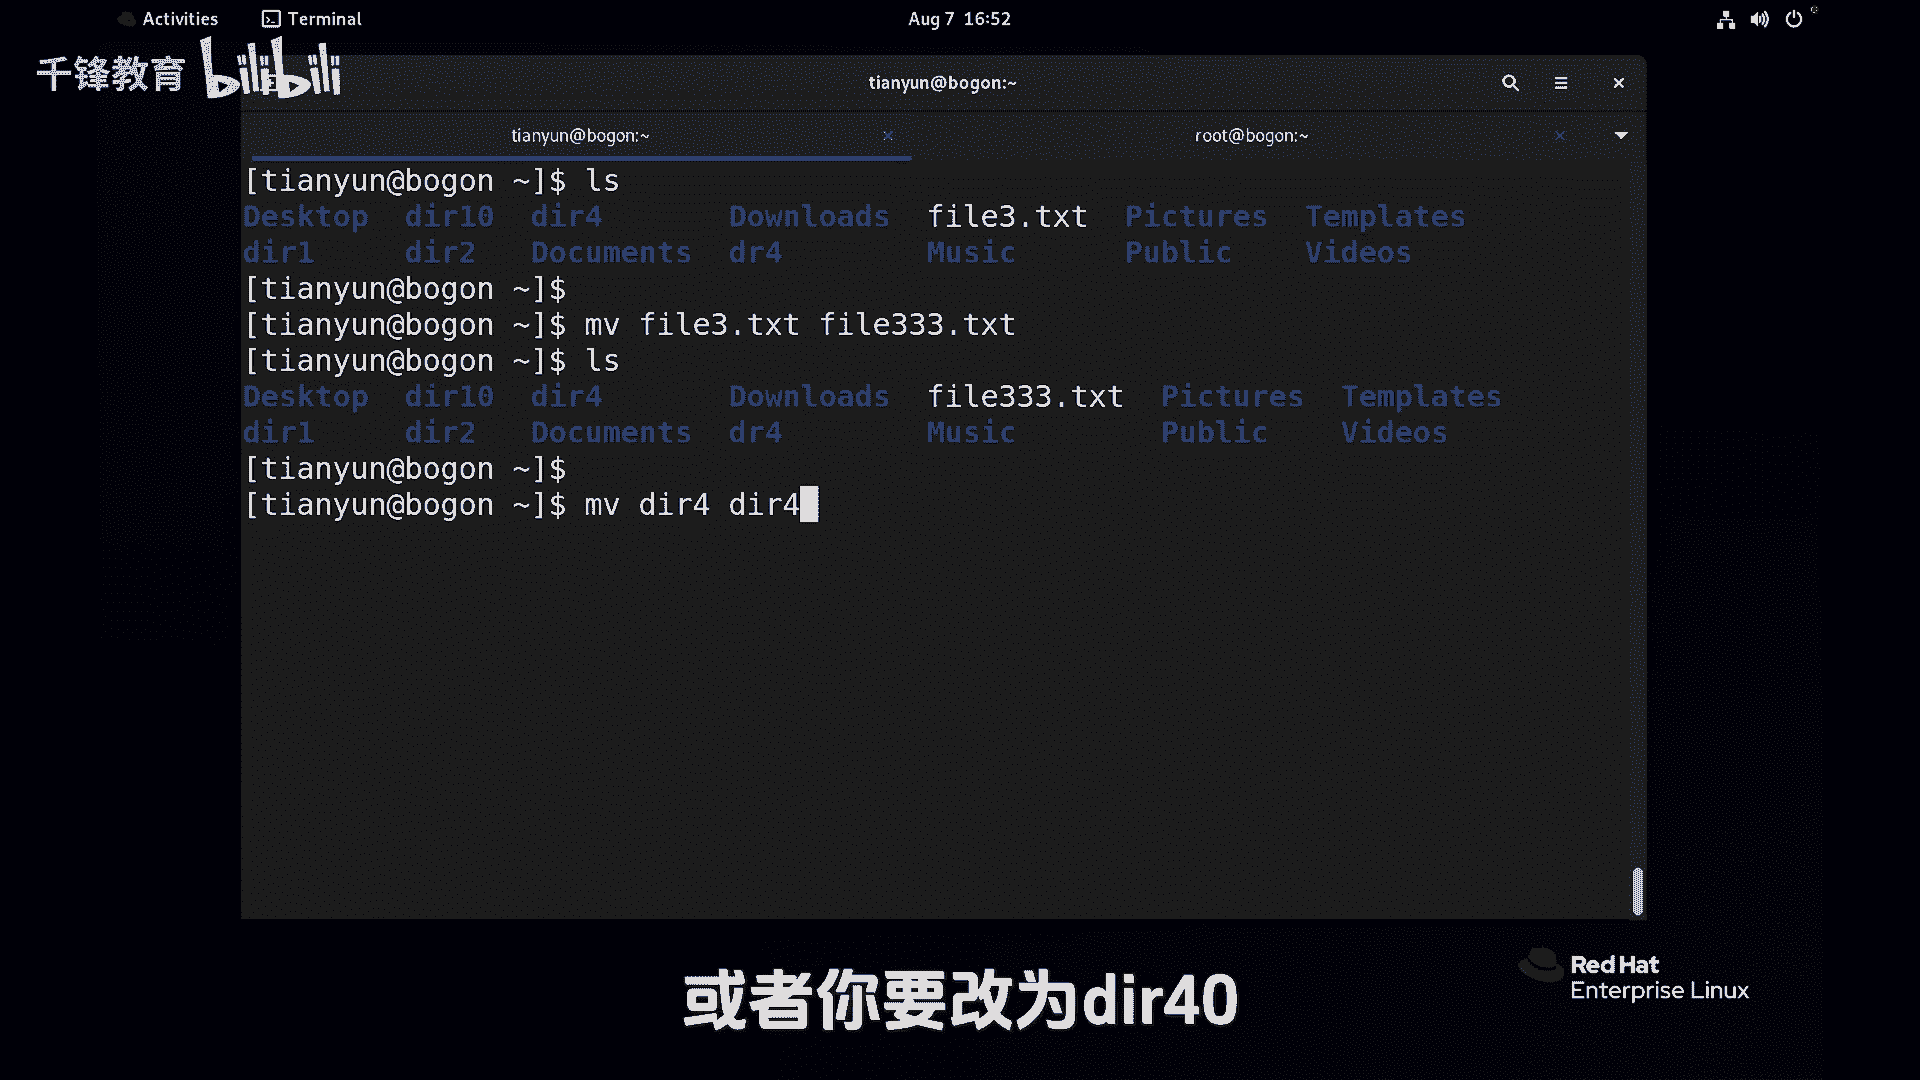 Activities Terminal Aug 7 16:52
千锋教育 bilibili
tianyun@bogon:~
tianyun@bogon:~ root@bogon:~
[tianyun@bogon ~]$ ls
Desktop dir10 dir4 Downloads file3.txt Pictures Templates
dir1 dir2 Documents dr4 Music Public Videos
[tianyun@bogon ~]$
[tianyun@bogon ~]$ mv file3.txt file333.txt
[tianyun@bogon ~]$ ls
Desktop dir10 dir4 Downloads file333.txt Pictures Templates
dir1 dir2 Documents dr4 Music Public Videos
[tianyun@bogon ~]$
[tianyun@bogon ~]$ mv dir4 dir4
Red Hat
Enterprise Linux
或者你要改为dir40